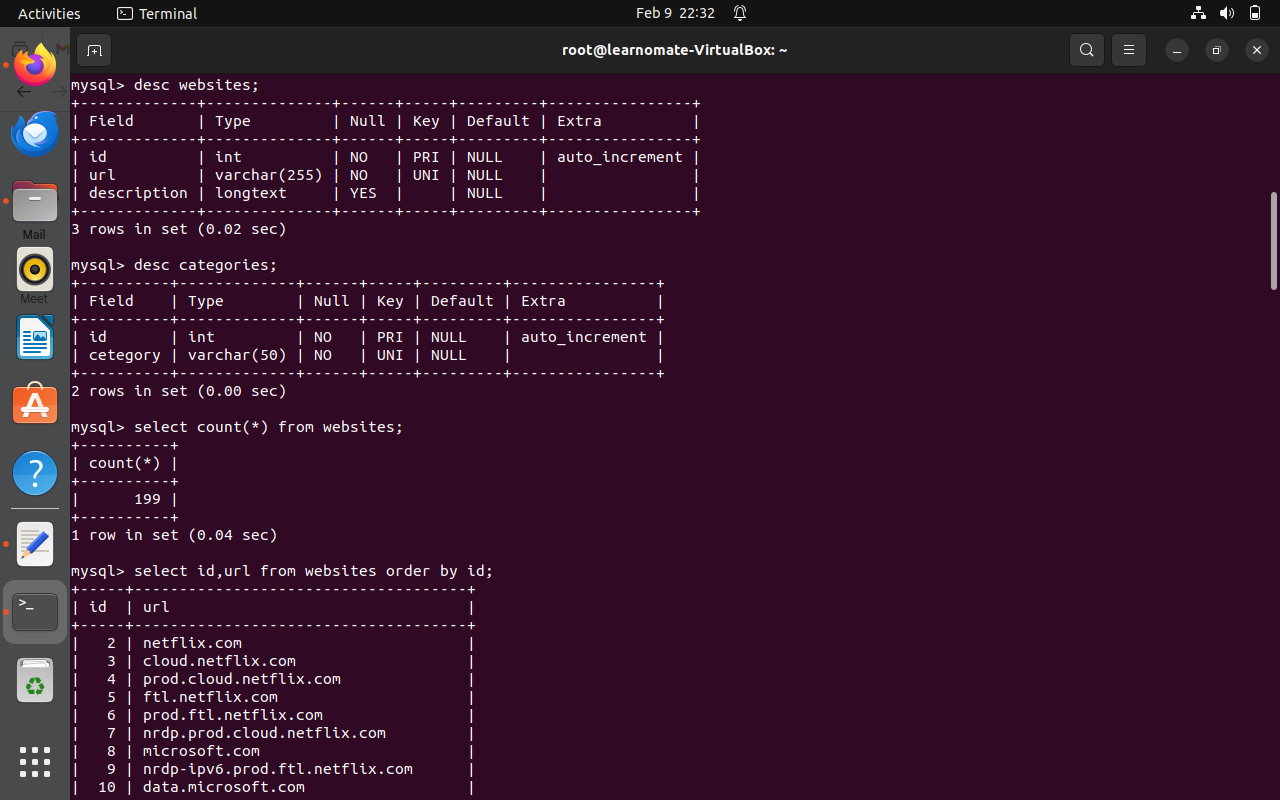 Activities Terminal Feb 9 22:32
root@learnomate-VirtualBox: ~
mysql> desc websites;
+-------------+--------------+------+-----+---------+----------------+
| Field       | Type         | Null | Key | Default | Extra          |
+-------------+--------------+------+-----+---------+----------------+
| id          | int          | NO   | PRI | NULL    | auto_increment |
| url         | varchar(255) | NO   | UNI | NULL    |                |
| description | longtext     | YES  |     | NULL    |                |
+-------------+--------------+------+-----+---------+----------------+
3 rows in set (0.02 sec)
mysql> desc categories;
+----------+-------------+------+-----+---------+----------------+
| Field    | Type        | Null | Key | Default | Extra          |
+----------+-------------+------+-----+---------+----------------+
| id       | int         | NO   | PRI | NULL    | auto_increment |
| cetegory | varchar(50) | NO   | UNI | NULL    |                |
+----------+-------------+------+-----+---------+----------------+
2 rows in set (0.00 sec)
mysql> select count(*) from websites;
+----------+
| count(*) |
+----------+
|      199 |
+----------+
1 row in set (0.04 sec)
mysql> select id,url from websites order by id;
+-----+-------------------------------------+
| id  | url                                 |
+-----+-------------------------------------+
|   2 | netflix.com                         |
|   3 | cloud.netflix.com                   |
|   4 | prod.cloud.netflix.com              |
|   5 | ftl.netflix.com                     |
|   6 | prod.ftl.netflix.com                |
|   7 | nrdp.prod.cloud.netflix.com         |
|   8 | microsoft.com                       |
|   9 | nrdp-ipv6.prod.ftl.netflix.com      |
|  10 | data.microsoft.com                  |
Mail
Meet